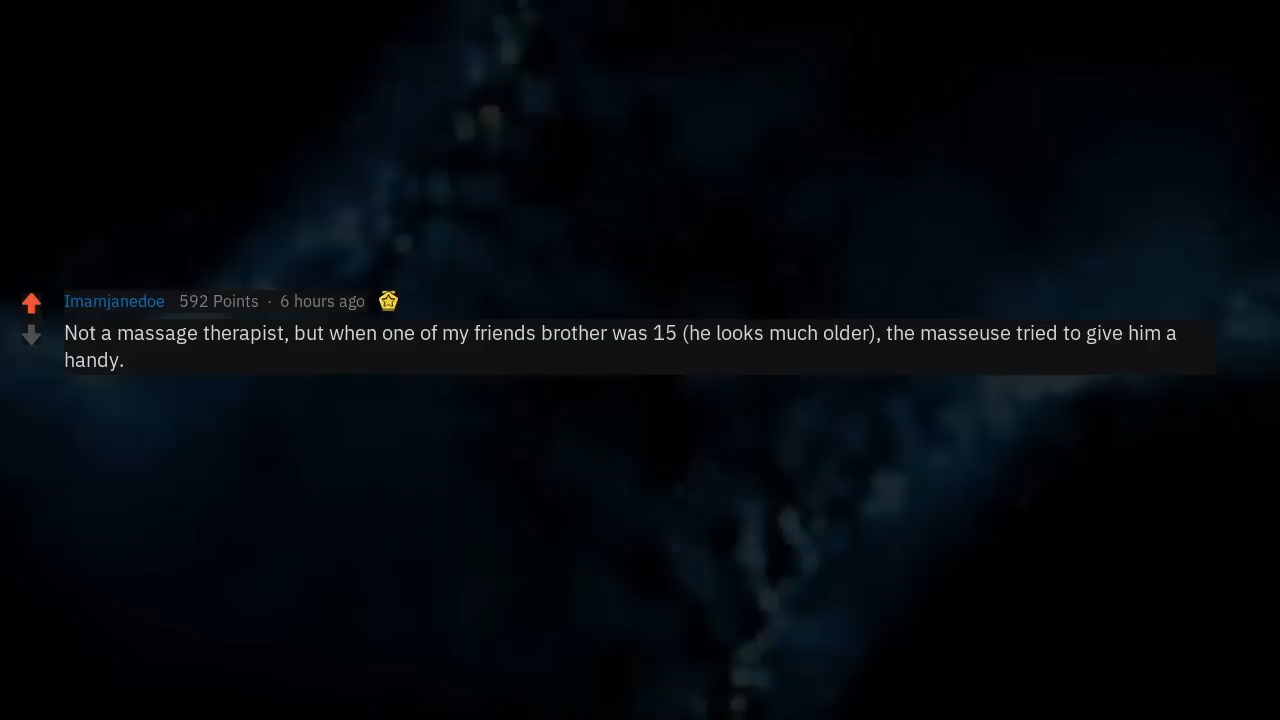 Imamjanedoe 592 Points · 6 hours ago
Not a massage therapist, but when one of my friends brother was 15 (he looks much older), the masseuse tried to give him a
handy.